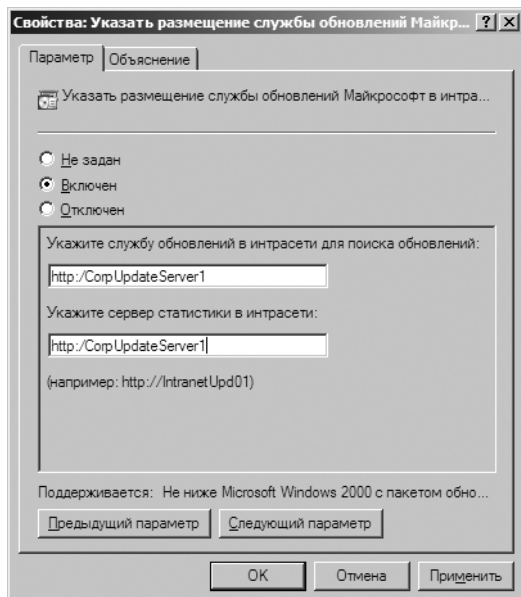 Свойства: Указать размещение службы обновлений Майкр... ? X
Параметр Объяснение
Указать размещение службы обновлений Майкрософт в интра...
Не задан
Включен
Отключен
Укажите службу обновлений в интрасети для поиска обновлений:
http:/CorpUpdateServer1
Укажите сервер статистики в интрасети:
http:/CorpUpdateServer1
(например: http://IntranetUpd01)
Поддерживается: Не ниже Microsoft Windows 2000 с пакетом обно...
Предыдущий параметр Следующий параметр
OK Отмена Применить